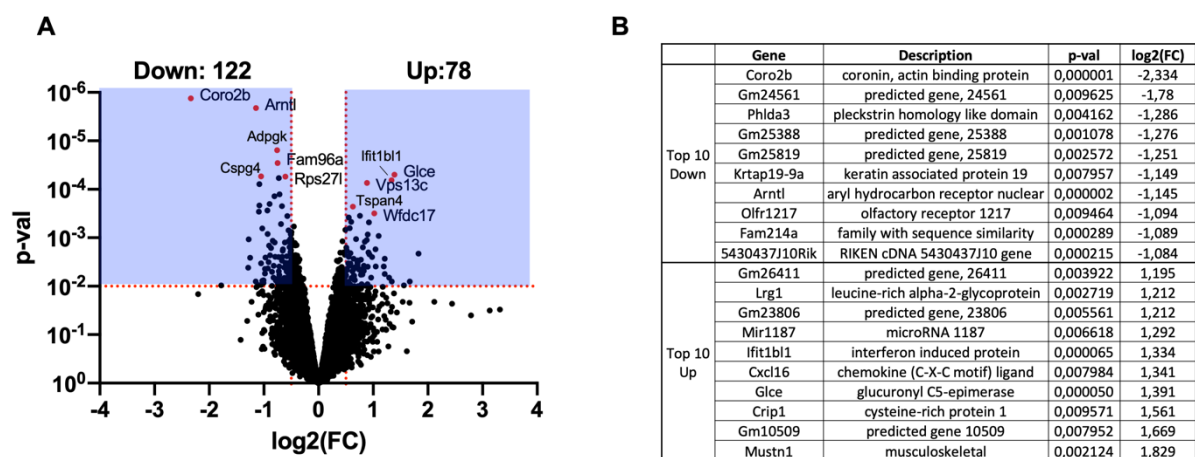 A
Down: 122
Up:78
10-6
10-5
10-4
10-3
10-2
10-1
100
p-val
Coro2b
Arntl
Adpgk
Fam96a
Cspg4
Rps27l
Ifit1bl1
Glce
Vps13c
Tspan4
Wfdc17
-4 -3 -2 -1 0 1 2 3 4
log2(FC)
B
Gene Description p-val log2(FC)
Top 10 Down
Coro2b coronin, actin binding protein 0,000001 -2,334
Gm24561 predicted gene, 24561 0,009625 -1,78
Phlda3 pleckstrin homology like domain 0,004162 -1,286
Gm25388 predicted gene, 25388 0,001078 -1,276
Gm25819 predicted gene, 25819 0,002572 -1,251
Krtap19-9a keratin associated protein 19 0,007957 -1,149
Arntl aryl hydrocarbon receptor nuclear 0,000002 -1,145
Olfr1217 olfactory receptor 1217 0,009464 -1,094
Fam214a family with sequence similarity 0,000289 -1,089
5430437J10Rik RIKEN cDNA 5430437J10 gene 0,000215 -1,084
Top 10 Up
Gm26411 predicted gene, 26411 0,003922 1,195
Lrg1 leucine-rich alpha-2-glycoprotein 0,002719 1,212
Gm23806 predicted gene, 23806 0,005561 1,212
Mir1187 microRNA 1187 0,006618 1,292
Ifit1bl1 interferon induced protein 0,000065 1,334
Cxcl16 chemokine (C-X-C motif) ligand 0,007984 1,341
Glce glucuronyl C5-epimerase 0,000050 1,391
Crip1 cysteine-rich protein 1 0,009571 1,561
Gm10509 predicted gene 10509 0,007952 1,669
Mustn1 musculoskeletal 0,002124 1,829